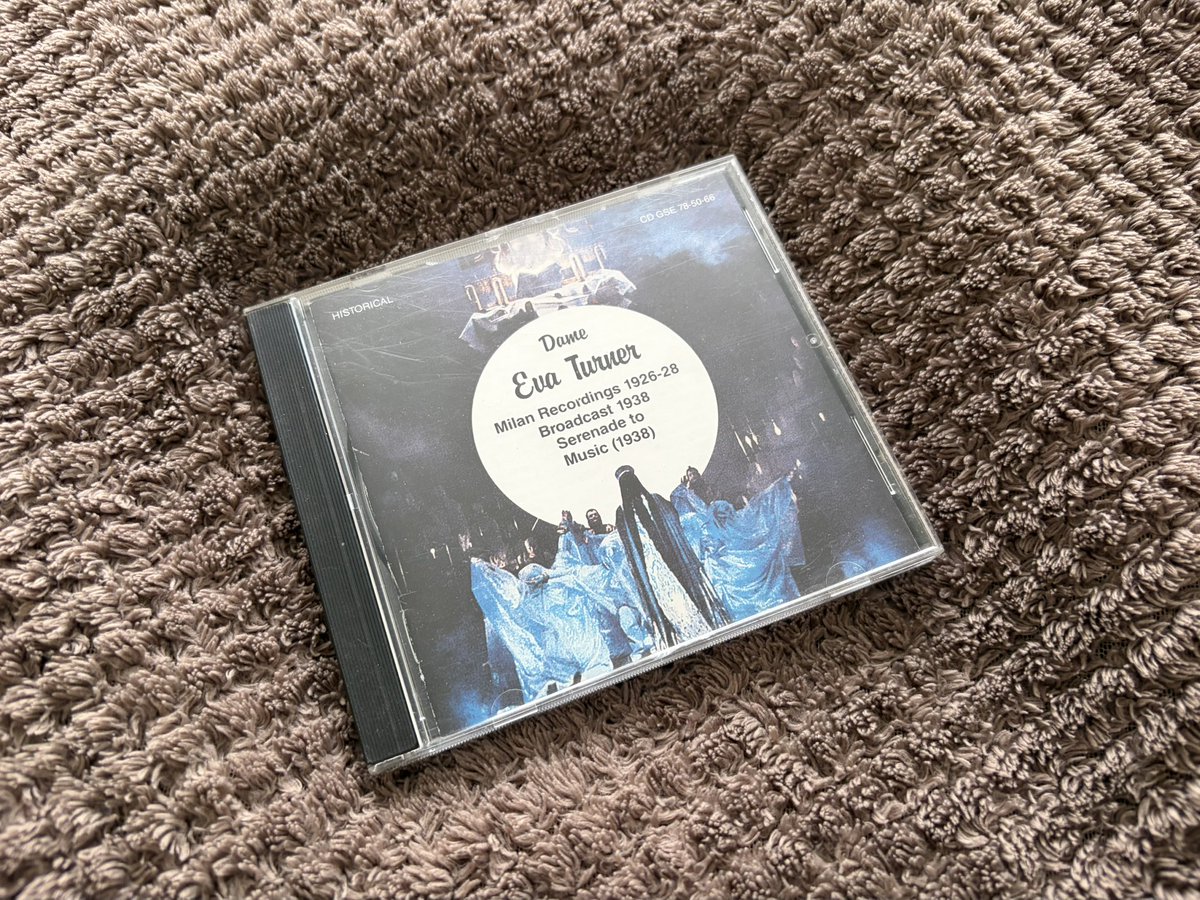 CD GSE 78-50-66
HISTORICAL
Dame
Eva Turner
Milan Recordings 1926-28
Broadcast 1938
Serenade to
Music (1938)